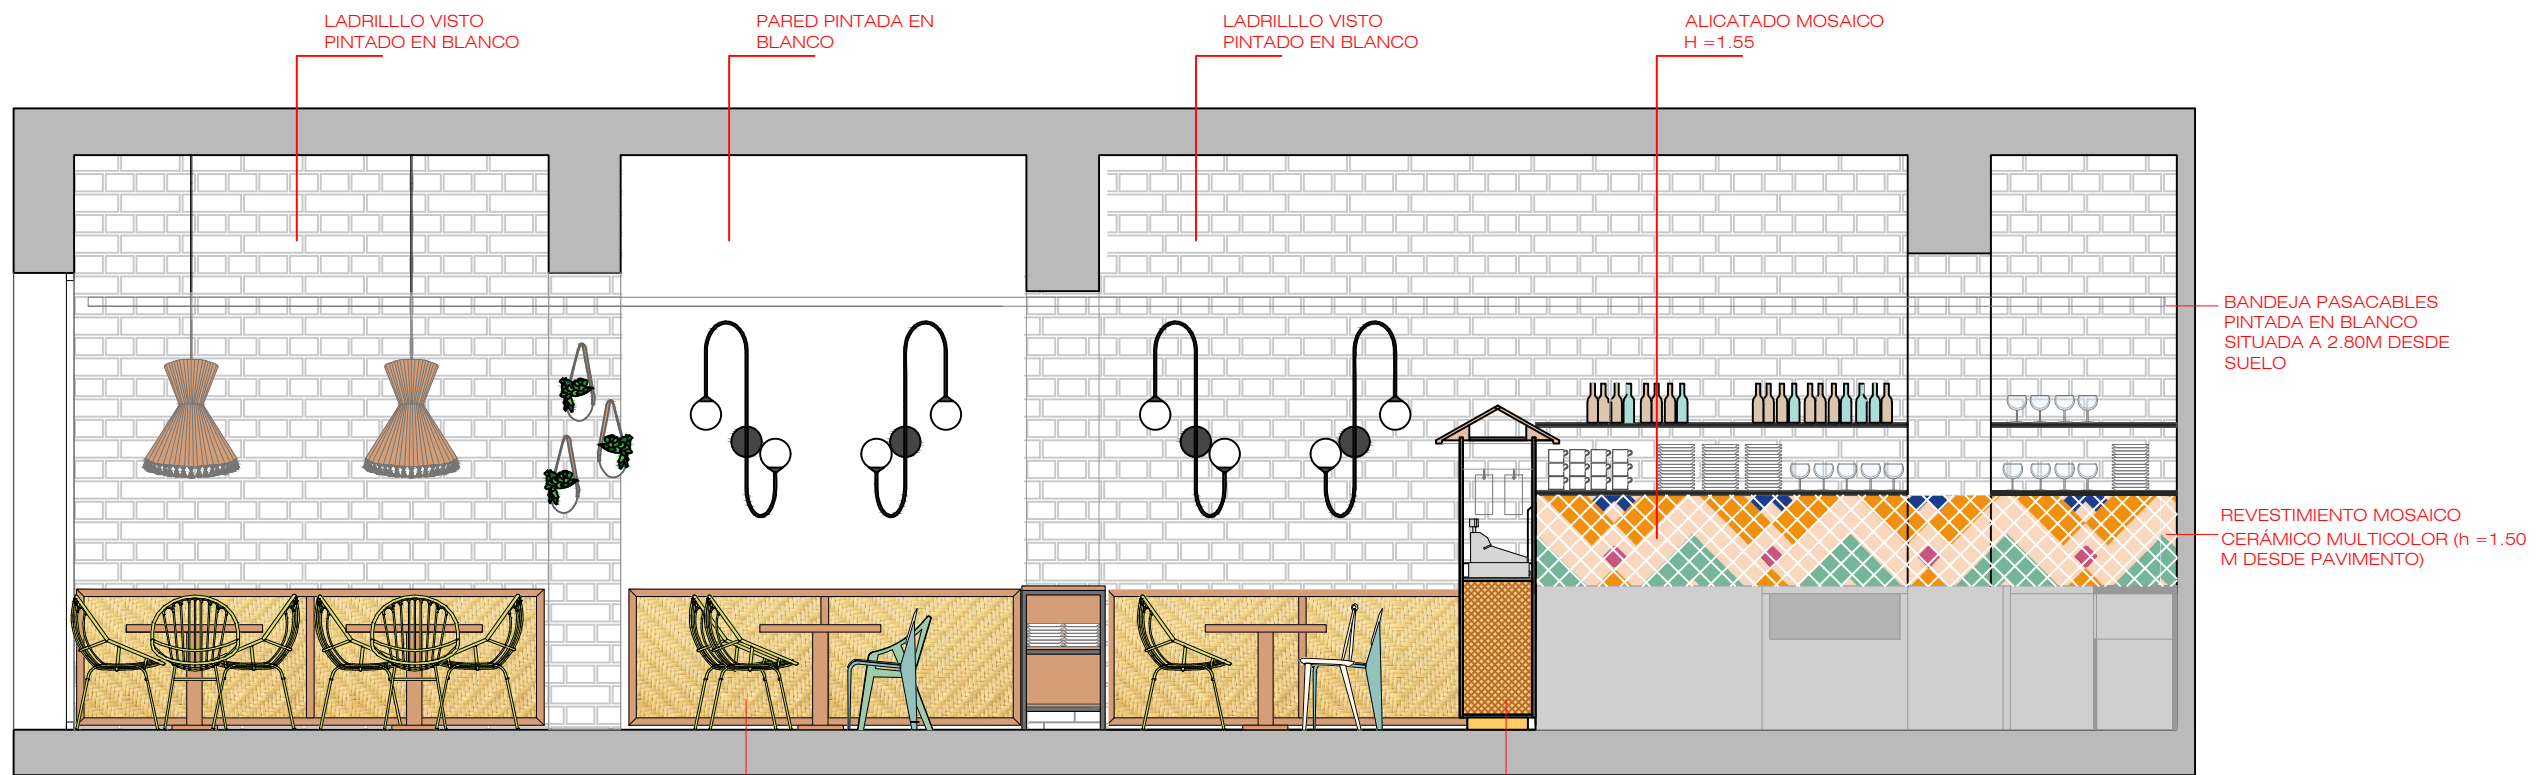 LADRILLLO VISTO
PINTADO EN BLANCO
PARED PINTADA EN
BLANCO
LADRILLLO VISTO
PINTADO EN BLANCO
ALICATADO MOSAICO
H =1.55
BANDEJA PASACABLES
PINTADA EN BLANCO
SITUADA A 2.80M DESDE
SUELO
REVESTIMIENTO MOSAICO
CERÁMICO MULTICOLOR (h =1.50
M DESDE PAVIMENTO)